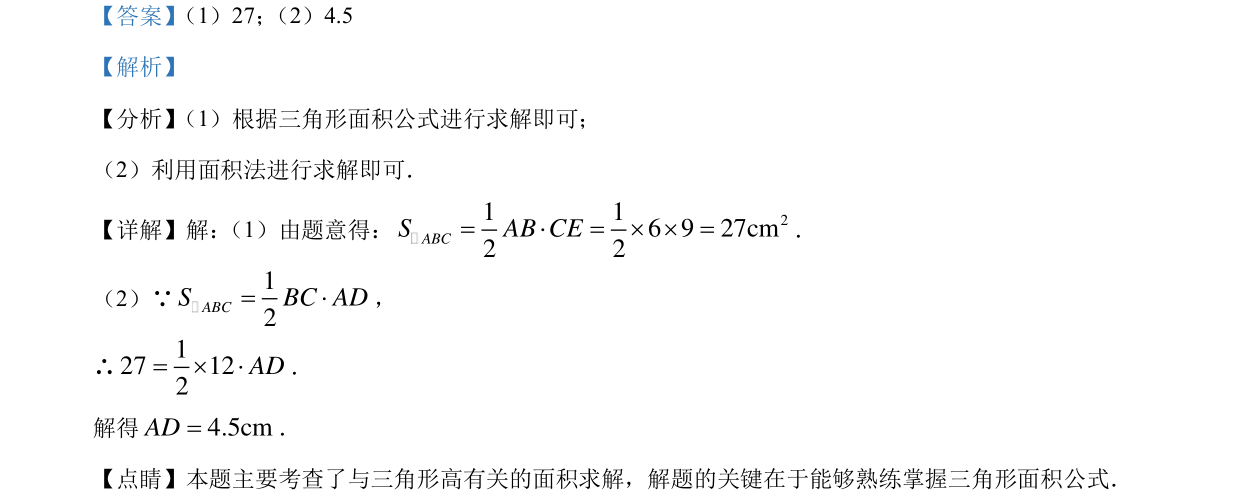 【答案】（1）27；（2）4.5
【解析】
【分析】（1）根据三角形面积公式进行求解即可；
（2）利用面积法进行求解即可．
【详解】解：（1）由题意得： S□ABC = 1/2 AB·CE = 1/2 ×6×9 = 27cm²．
（2）∵ S□ABC = 1/2 BC·AD，
∴ 27 = 1/2 ×12·AD．
解得 AD = 4.5cm．
【点睛】本题主要考查了与三角形高有关的面积求解，解题的关键在于能够熟练掌握三角形面积公式．